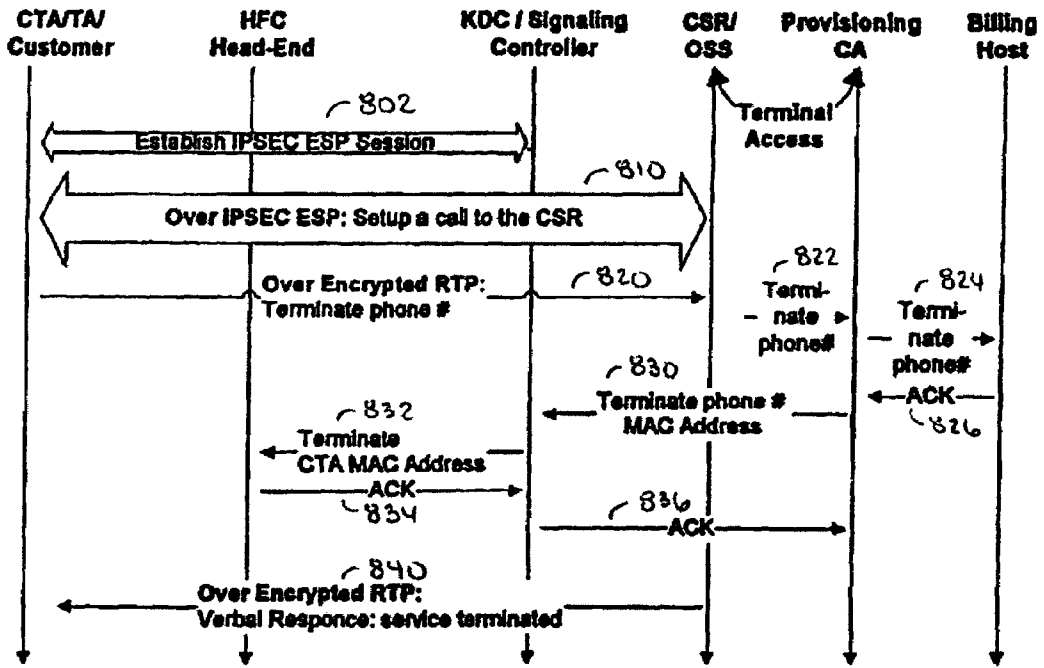 CTA/TA/
Customer
HFC
Head-End
KDC / Signaling
Controller
CSR/
OSS
Provisioning
CA
Billing
Host
802
Terminal
Access
Establish IPSEC ESP Session
810
Over IPSEC ESP: Setup a call to the CSR
822
820
824
Over Encrypted RTP:
Terminate phone #
Termi-
nate
phone#
Termi-
nate
phone#
830
ACK
826
Terminate phone #
MAC Address
832
Terminate
CTA MAC Address
ACK
834
836
ACK
840
Over Encrypted RTP:
Verbal Responce: service terminated